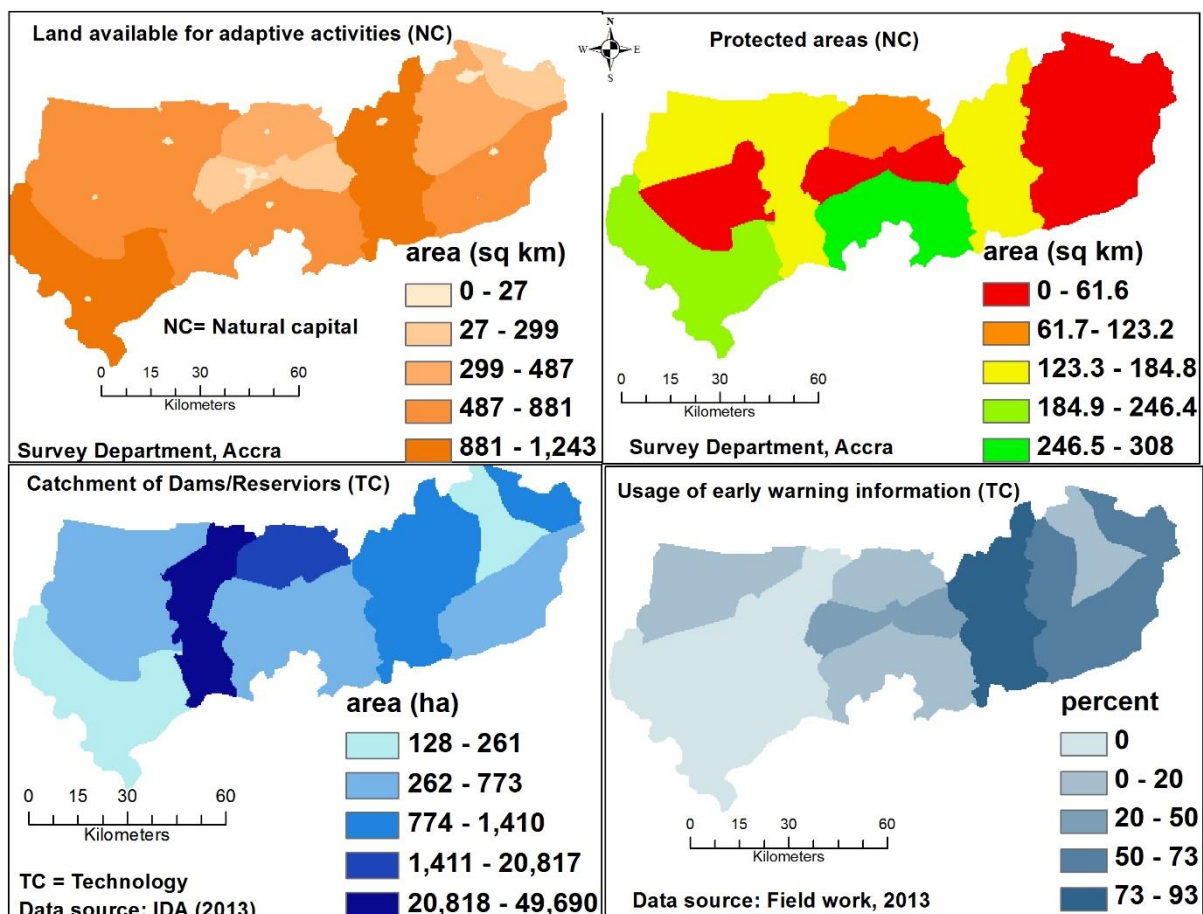 Land available for adaptive activities (NC)
area (sq km)
0 - 27
27 - 299
299 - 487
487 - 881
881 - 1,243
NC= Natural capital
0 15 30 60
Kilometers
Survey Department, Accra
N
W E
S
Protected areas (NC)
area (sq km)
0 - 61.6
61.7- 123.2
123.3 - 184.8
184.9 - 246.4
246.5 - 308
0 15 30 60
Kilometers
Survey Department, Accra
Catchment of Dams/Reserviors (TC)
area (ha)
128 - 261
262 - 773
774 - 1,410
1,411 - 20,817
20,818 - 49,690
0 15 30 60
Kilometers
TC = Technology
Data source: IDA (2013)
Usage of early warning information (TC)
percent
0
0 - 20
20 - 50
50 - 73
73 - 93
0 15 30 60
Kilometers
Data source: Field work, 2013